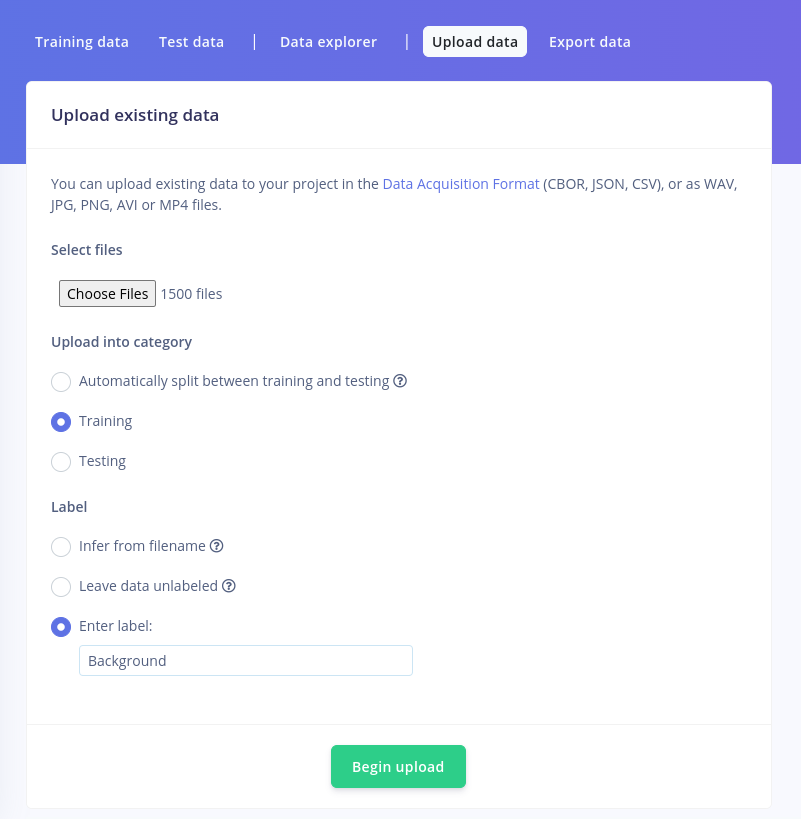 Training data Test data | Data explorer | Upload data Export data
Upload existing data
You can upload existing data to your project in the Data Acquisition Format (CBOR, JSON, CSV), or as WAV,
JPG, PNG, AVI or MP4 files.
Select files
Choose Files 1500 files
Upload into category
Automatically split between training and testing ?
Training
Testing
Label
Infer from filename ?
Leave data unlabeled ?
Enter label:
Background
Begin upload